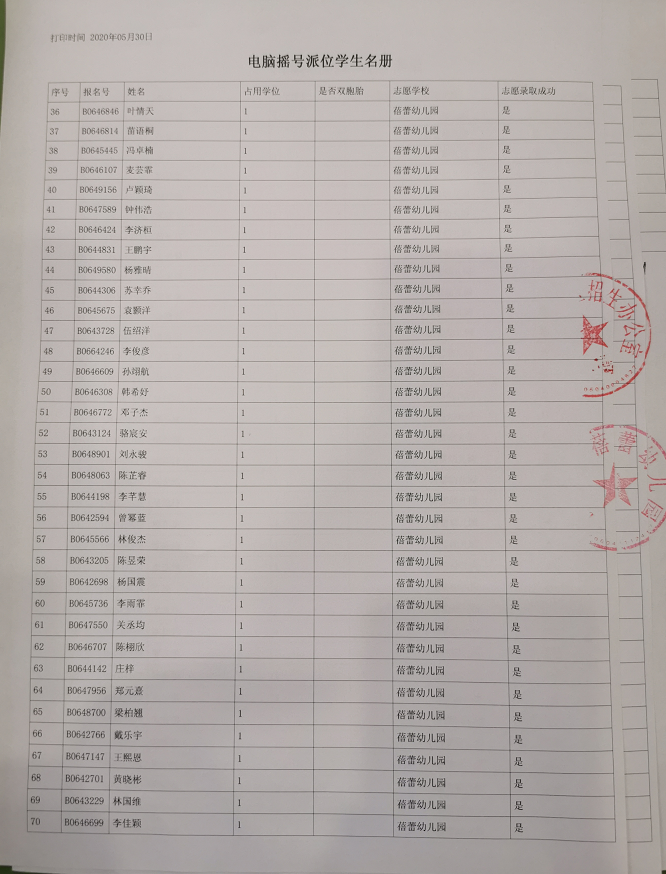 打印时间 2020年05月30日
电脑摇号派位学生名册
序号 报名号 姓名 占用学位 是否双胞胎 志愿学校 志愿录取成功
36 B0646846 叶情天 1 蓓蕾幼儿园 是
37 B0646814 苗语桐 1 蓓蕾幼儿园 是
38 B0645445 冯卓楠 1 蓓蕾幼儿园 是
39 B0646107 麦芸霏 1 蓓蕾幼儿园 是
40 B0649156 卢颖琦 1 蓓蕾幼儿园 是
41 B0647589 钟伟浩 1 蓓蕾幼儿园 是
42 B0646424 李济桓 1 蓓蕾幼儿园 是
43 B0644831 王鹏宇 1 蓓蕾幼儿园 是
44 B0649580 杨雅晴 1 蓓蕾幼儿园 是
45 B0644306 苏幸乔 1 蓓蕾幼儿园 是
46 B0645675 袁颢洋 1 蓓蕾幼儿园 是
47 B0643728 伍绍洋 1 蓓蕾幼儿园 是
48 B0664246 李俊彦 1 蓓蕾幼儿园 是
49 B0646609 孙翊航 1 蓓蕾幼儿园 是
50 B0646308 韩希妤 1 蓓蕾幼儿园 是
51 B0646772 邓子杰 1 蓓蕾幼儿园 是
52 B0643124 骆宸安 1 蓓蕾幼儿园 是
53 B0648901 刘永骏 1 蓓蕾幼儿园 是
54 B0648063 陈芷睿 1 蓓蕾幼儿园 是
55 B0644198 李芊慧 1 蓓蕾幼儿园 是
56 B0642594 曾幂蓝 1 蓓蕾幼儿园 是
57 B0645566 林俊杰 1 蓓蕾幼儿园 是
58 B0643205 陈昱荣 1 蓓蕾幼儿园 是
59 B0642698 杨国震 1 蓓蕾幼儿园 是
60 B0645736 李雨霏 1 蓓蕾幼儿园 是
61 B0647550 关丞均 1 蓓蕾幼儿园 是
62 B0646707 陈栩欣 1 蓓蕾幼儿园 是
63 B0644142 庄梓 1 蓓蕾幼儿园 是
64 B0647956 郑元嘉 1 蓓蕾幼儿园 是
65 B0648700 梁柏翘 1 蓓蕾幼儿园 是
66 B0642766 戴乐宇 1 蓓蕾幼儿园 是
67 B0647147 王熙恩 1 蓓蕾幼儿园 是
68 B0642701 黄晓彬 1 蓓蕾幼儿园 是
69 B0643229 林国维 1 蓓蕾幼儿园 是
70 B0646699 李佳颖 1 蓓蕾幼儿园 是
招生办公室
蓓蕾幼儿园